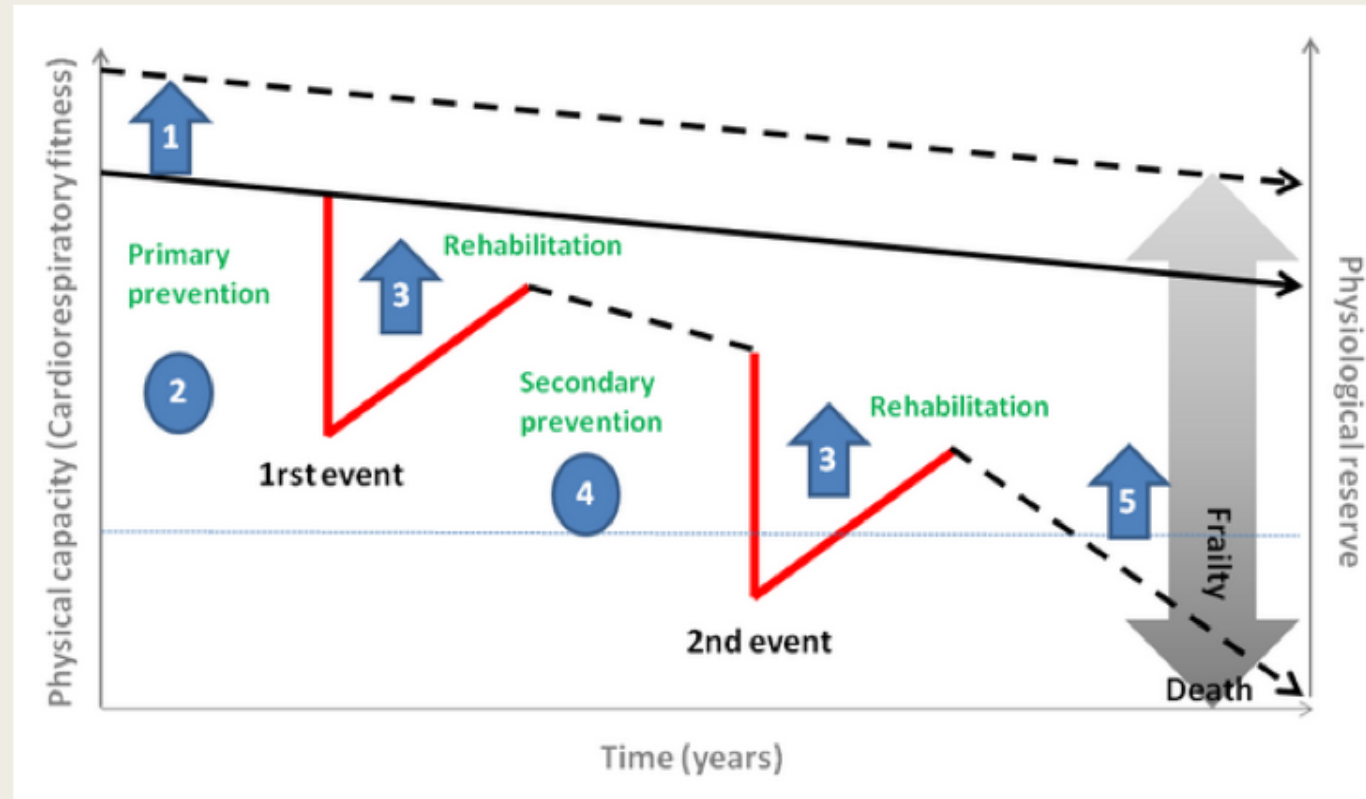 Physical capacity (Cardiorespiratory fitness)
1
Primary
prevention
2
3
Rehabilitation
1rst event
Secondary
prevention
4
3
Rehabilitation
2nd event
5
Frailty
Death
Physiological reserve
Time (years)